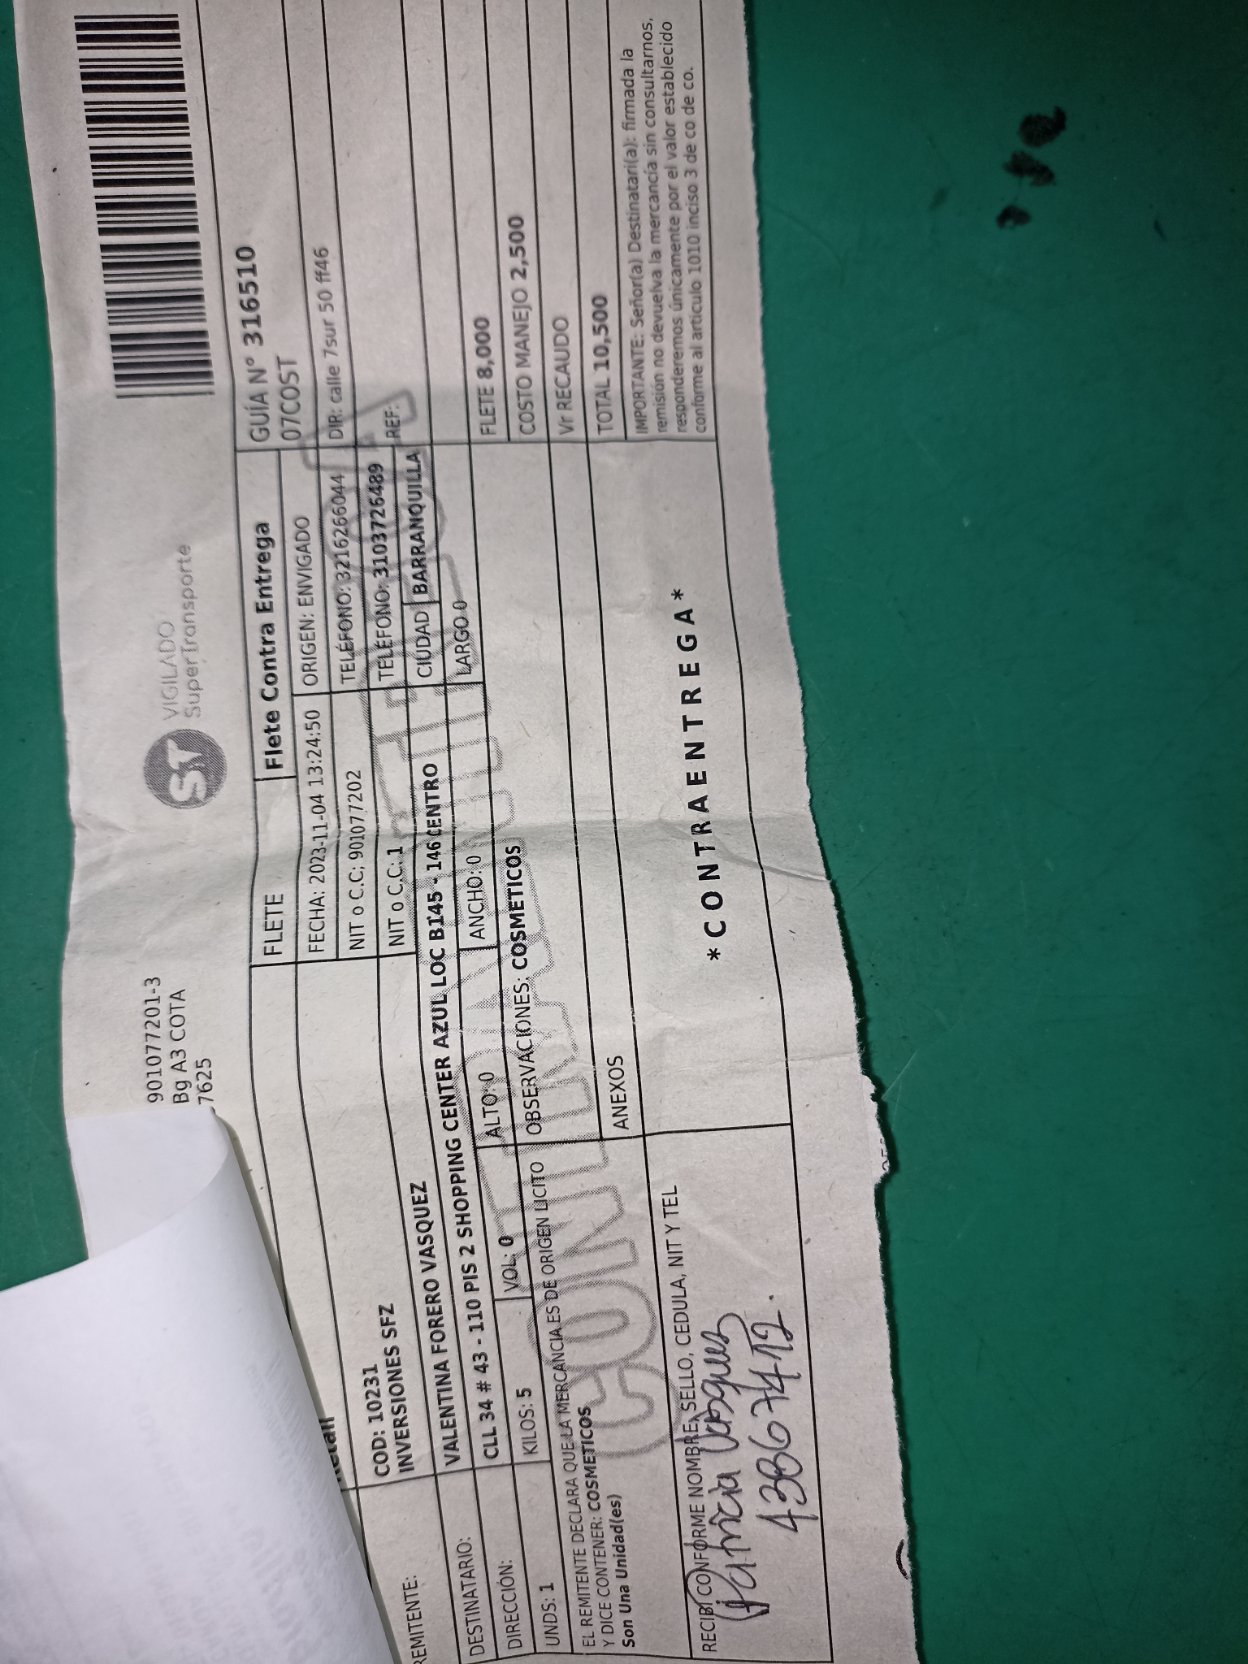 901077201-3
Bg A3 COTA
7625
VIGILADO
SuperTransporte
FLETE
Flete Contra Entrega
GUÍA N° 316510
07COST
FECHA: 2023-11-04 13:24:50
ORIGEN: ENVIGADO
REMITENTE:
COD: 10231
INVERSIONES SFZ
NIT o C.C: 901077202
TELÉFONO: 3216266044
DIR: calle 7sur 50 ff46
DESTINATARIO:
VALENTINA FORERO VASQUEZ
NIT o C.C: 1
TELÉFONO: 3103726489
REF:
DIRECCIÓN:
CLL 34 # 43 - 110 PIS 2 SHOPPING CENTER AZUL LOC B145 - 146 CENTRO
CIUDAD
BARRANQUILLA
UNDS: 1
KILOS: 5
VOL: 0
ALTO: 0
ANCHO: 0
LARGO 0
EL REMITENTE DECLARA QUE LA MERCANCIA ES DE ORIGEN LICITO
Y DICE CONTENER: COSMETICOS
Son Una Unidad(es)
OBSERVACIONES: COSMETICOS
FLETE 8,000
COSTO MANEJO 2,500
Vr RECAUDO
ANEXOS
TOTAL 10,500
RECIBÍ CONFORME NOMBRE, SELLO, CEDULA, NIT Y TEL
Patricia Vasquez
43867412.
*CONTRAENTREGA*
IMPORTANTE: Señor(a) Destinatari(a): firmada la
remisión no devuelva la mercancía sin consultarnos,
responderemos únicamente por el valor establecido
conforme al articulo 1010 inciso 3 de co de co.